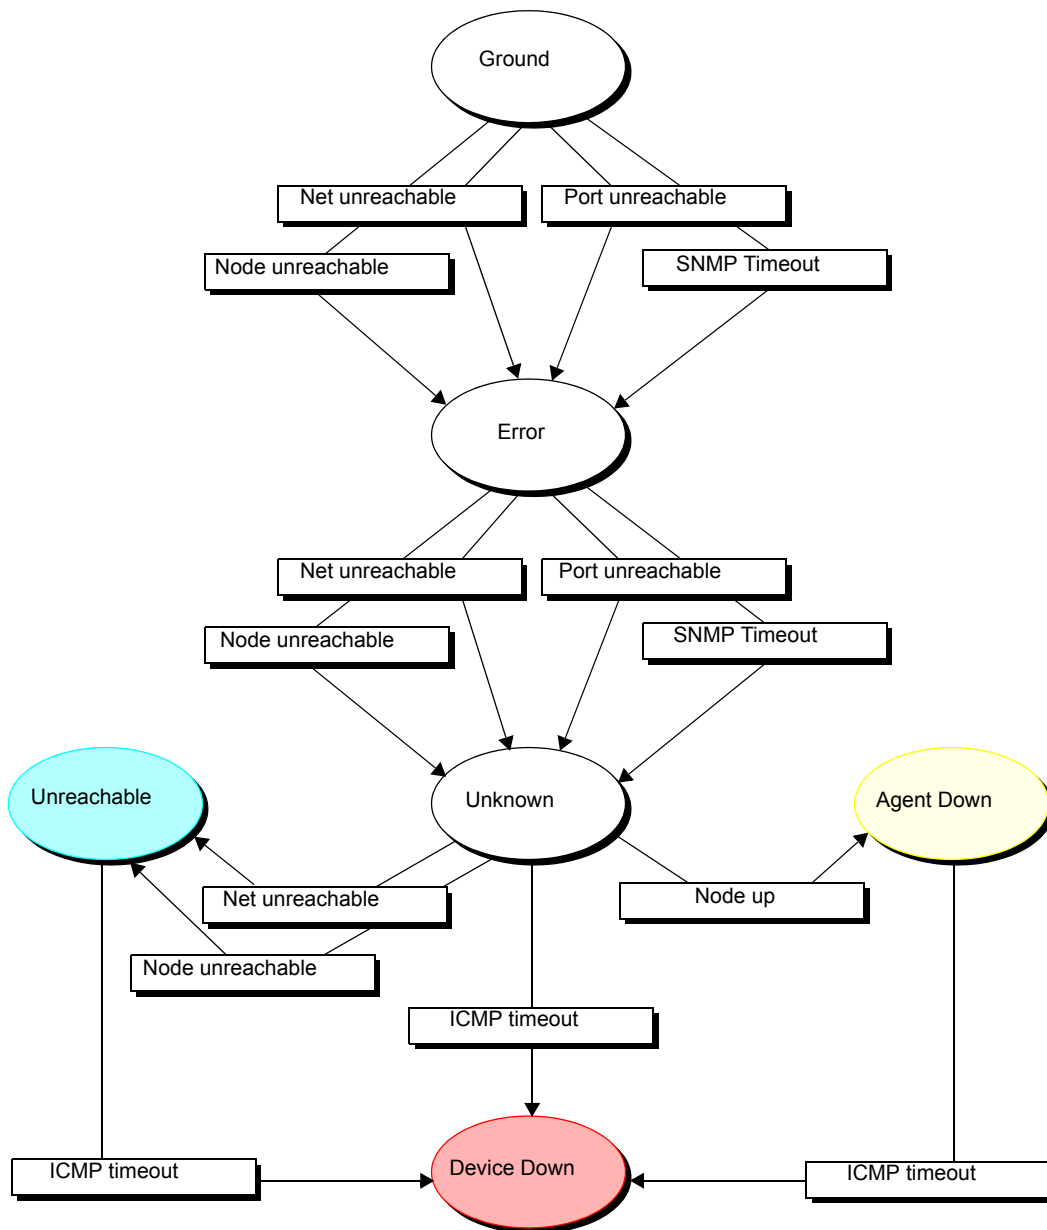 Ground
Net unreachable
Port unreachable
Node unreachable
SNMP Timeout
Error
Net unreachable
Port unreachable
Node unreachable
SNMP Timeout
Unreachable
Unknown
Agent Down
Net unreachable
Node up
Node unreachable
ICMP timeout
ICMP timeout
Device Down
ICMP timeout